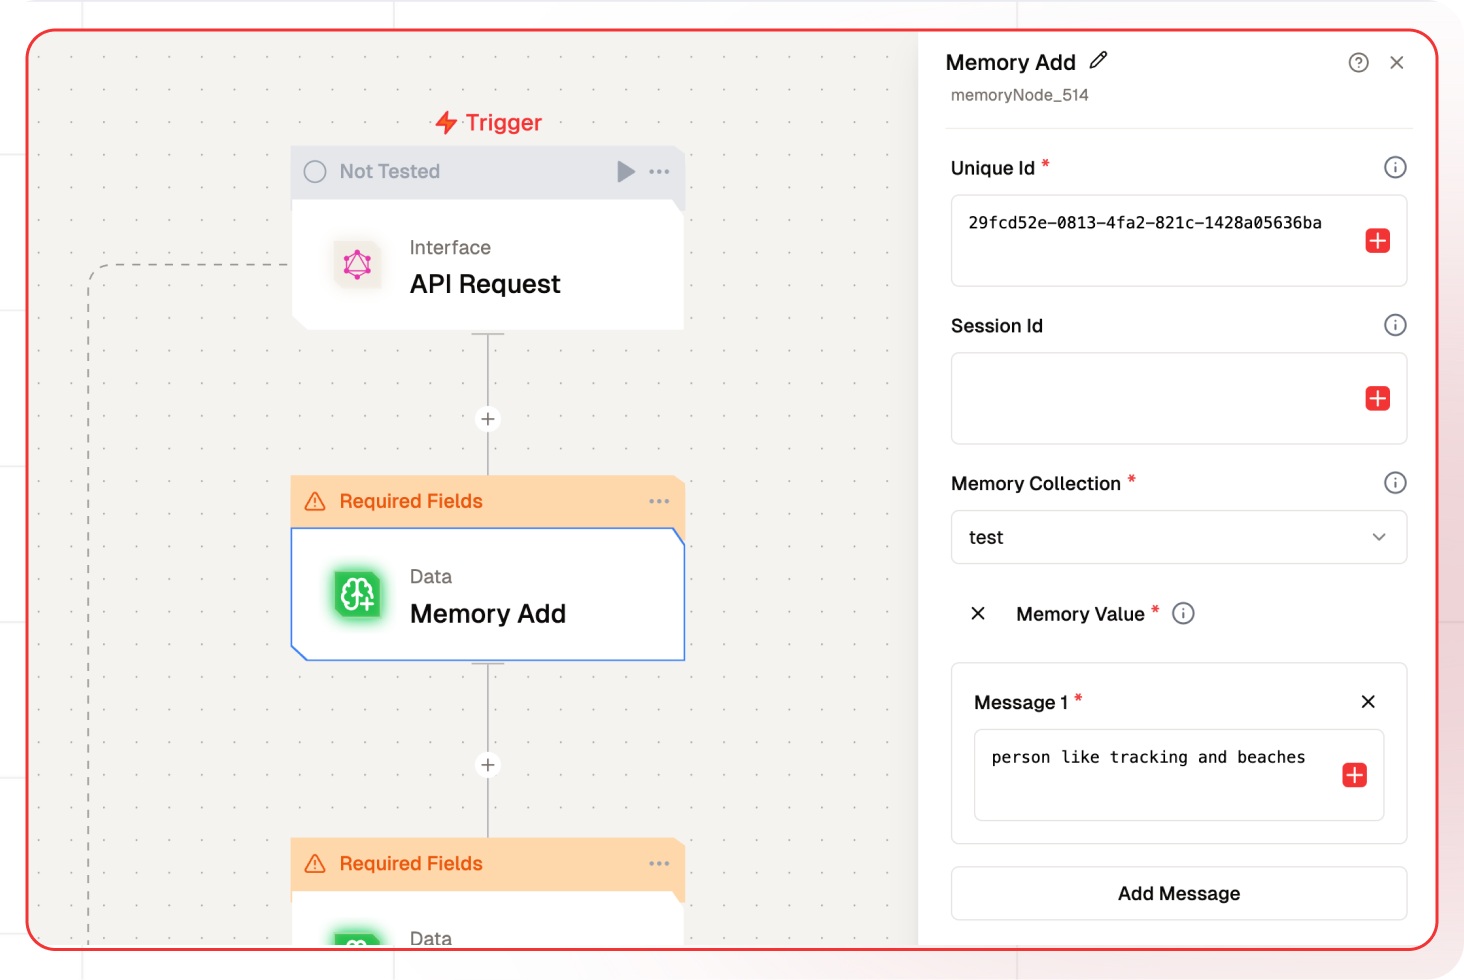 Trigger
Not Tested
Interface
API Request
Required Fields
Data
Memory Add
Required Fields
Data
Memory Add
memoryNode_514
Unique Id *
29fcd52e-0813-4fa2-821c-1428a05636ba
Session Id
Memory Collection *
test
Memory Value *
Message 1 *
person like tracking and beaches
Add Message